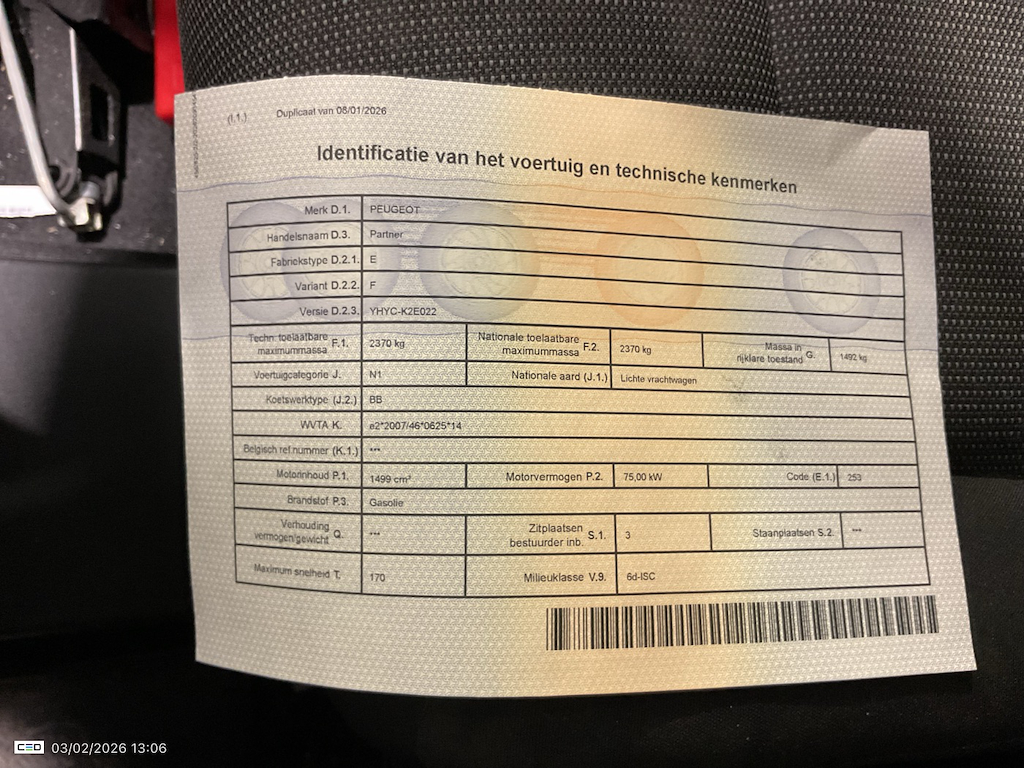 (I.1.) Duplicaat van 08/01/2026
Identificatie van het voertuig en technische kenmerken
Merk D.1. PEUGEOT
Handelsnaam D.3. Partner
Fabriekstype D.2.1. E
Variant D.2.2. F
Versie D.2.3. YHYC-K2E022
Techn. toelaatbare maximummassa F.1. 2370 kg Nationale toelaatbare maximummassa F.2. 2370 kg Massa in rijklare toestand G. 1492 kg
Voertuigcategorie J. N1 Nationale aard (J.1.) Lichte vrachtwagen
Koetswerktype (J.2.) BB
WVTA K. e2*2007/46*0625*14
Belgisch ref.nummer (K.1.) ***
Motorinhoud P.1. 1499 cm³ Motorvermogen P.2. 75,00 kW Code (E.1.) 253
Brandstof P.3. Gasolie
Verhouding vermogen/gewicht Q. *** Zitplaatsen bestuurder inb. S.1. 3 Staanplaatsen S.2. ***
Maximum snelheid T. 170 Milieuklasse V.9. 6d-ISC
CEO 03/02/2026 13:06